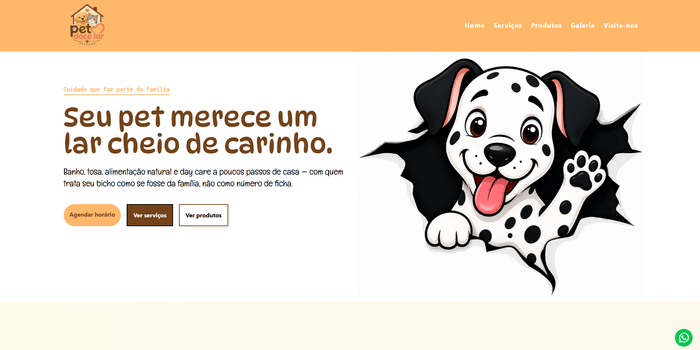 pet
doce lar
Home Serviços Produtos Galeria Visite-nos
Cuidado que faz parte da família
Seu pet merece um
lar cheio de carinho.
Banho, tosa, alimentação natural e day care a poucos passos de casa — com quem
trata seu bicho como se fosse da família, não como número de ficha.
Agendar horário Ver serviços Ver produtos